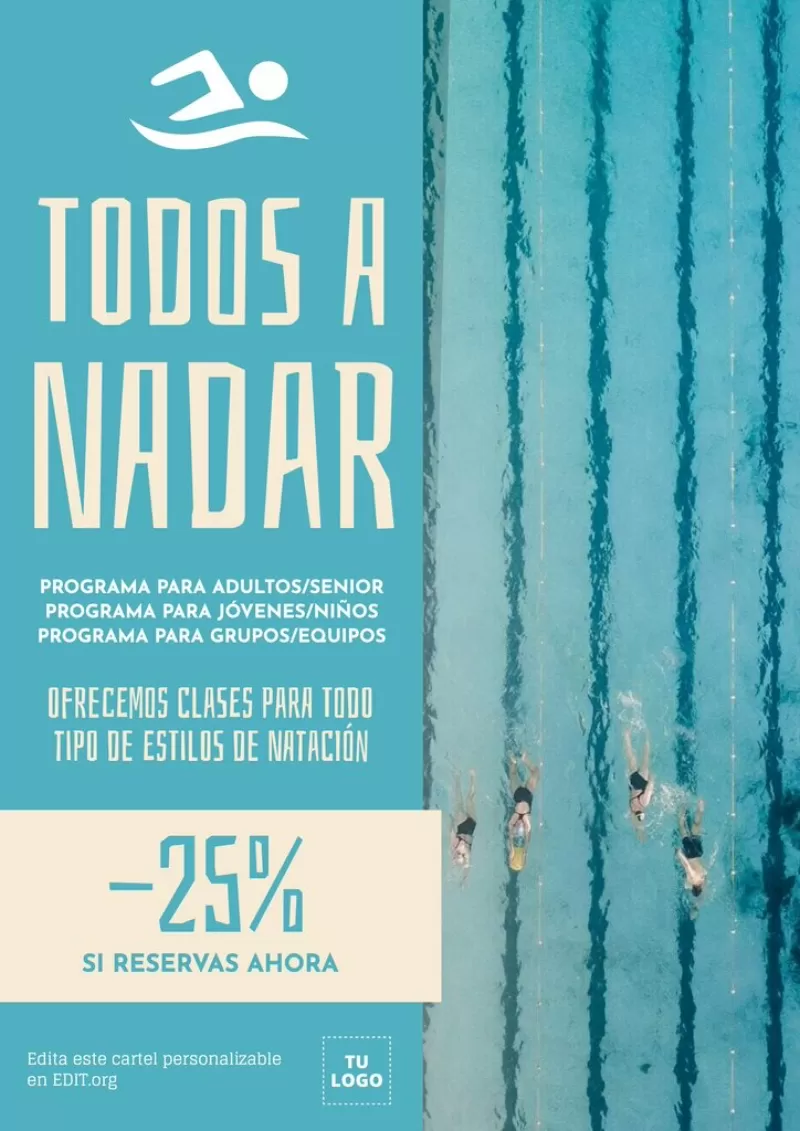 TODOS A
NADAR
PROGRAMA PARA ADULTOS/SENIOR
PROGRAMA PARA JÓVENES/NIÑOS
PROGRAMA PARA GRUPOS/EQUIPOS
OFRECEMOS CLASES PARA TODO
TIPO DE ESTILOS DE NATACIÓN
-25%
SI RESERVAS AHORA
Edita este cartel personalizable
en EDIT.org
TU
LOGO